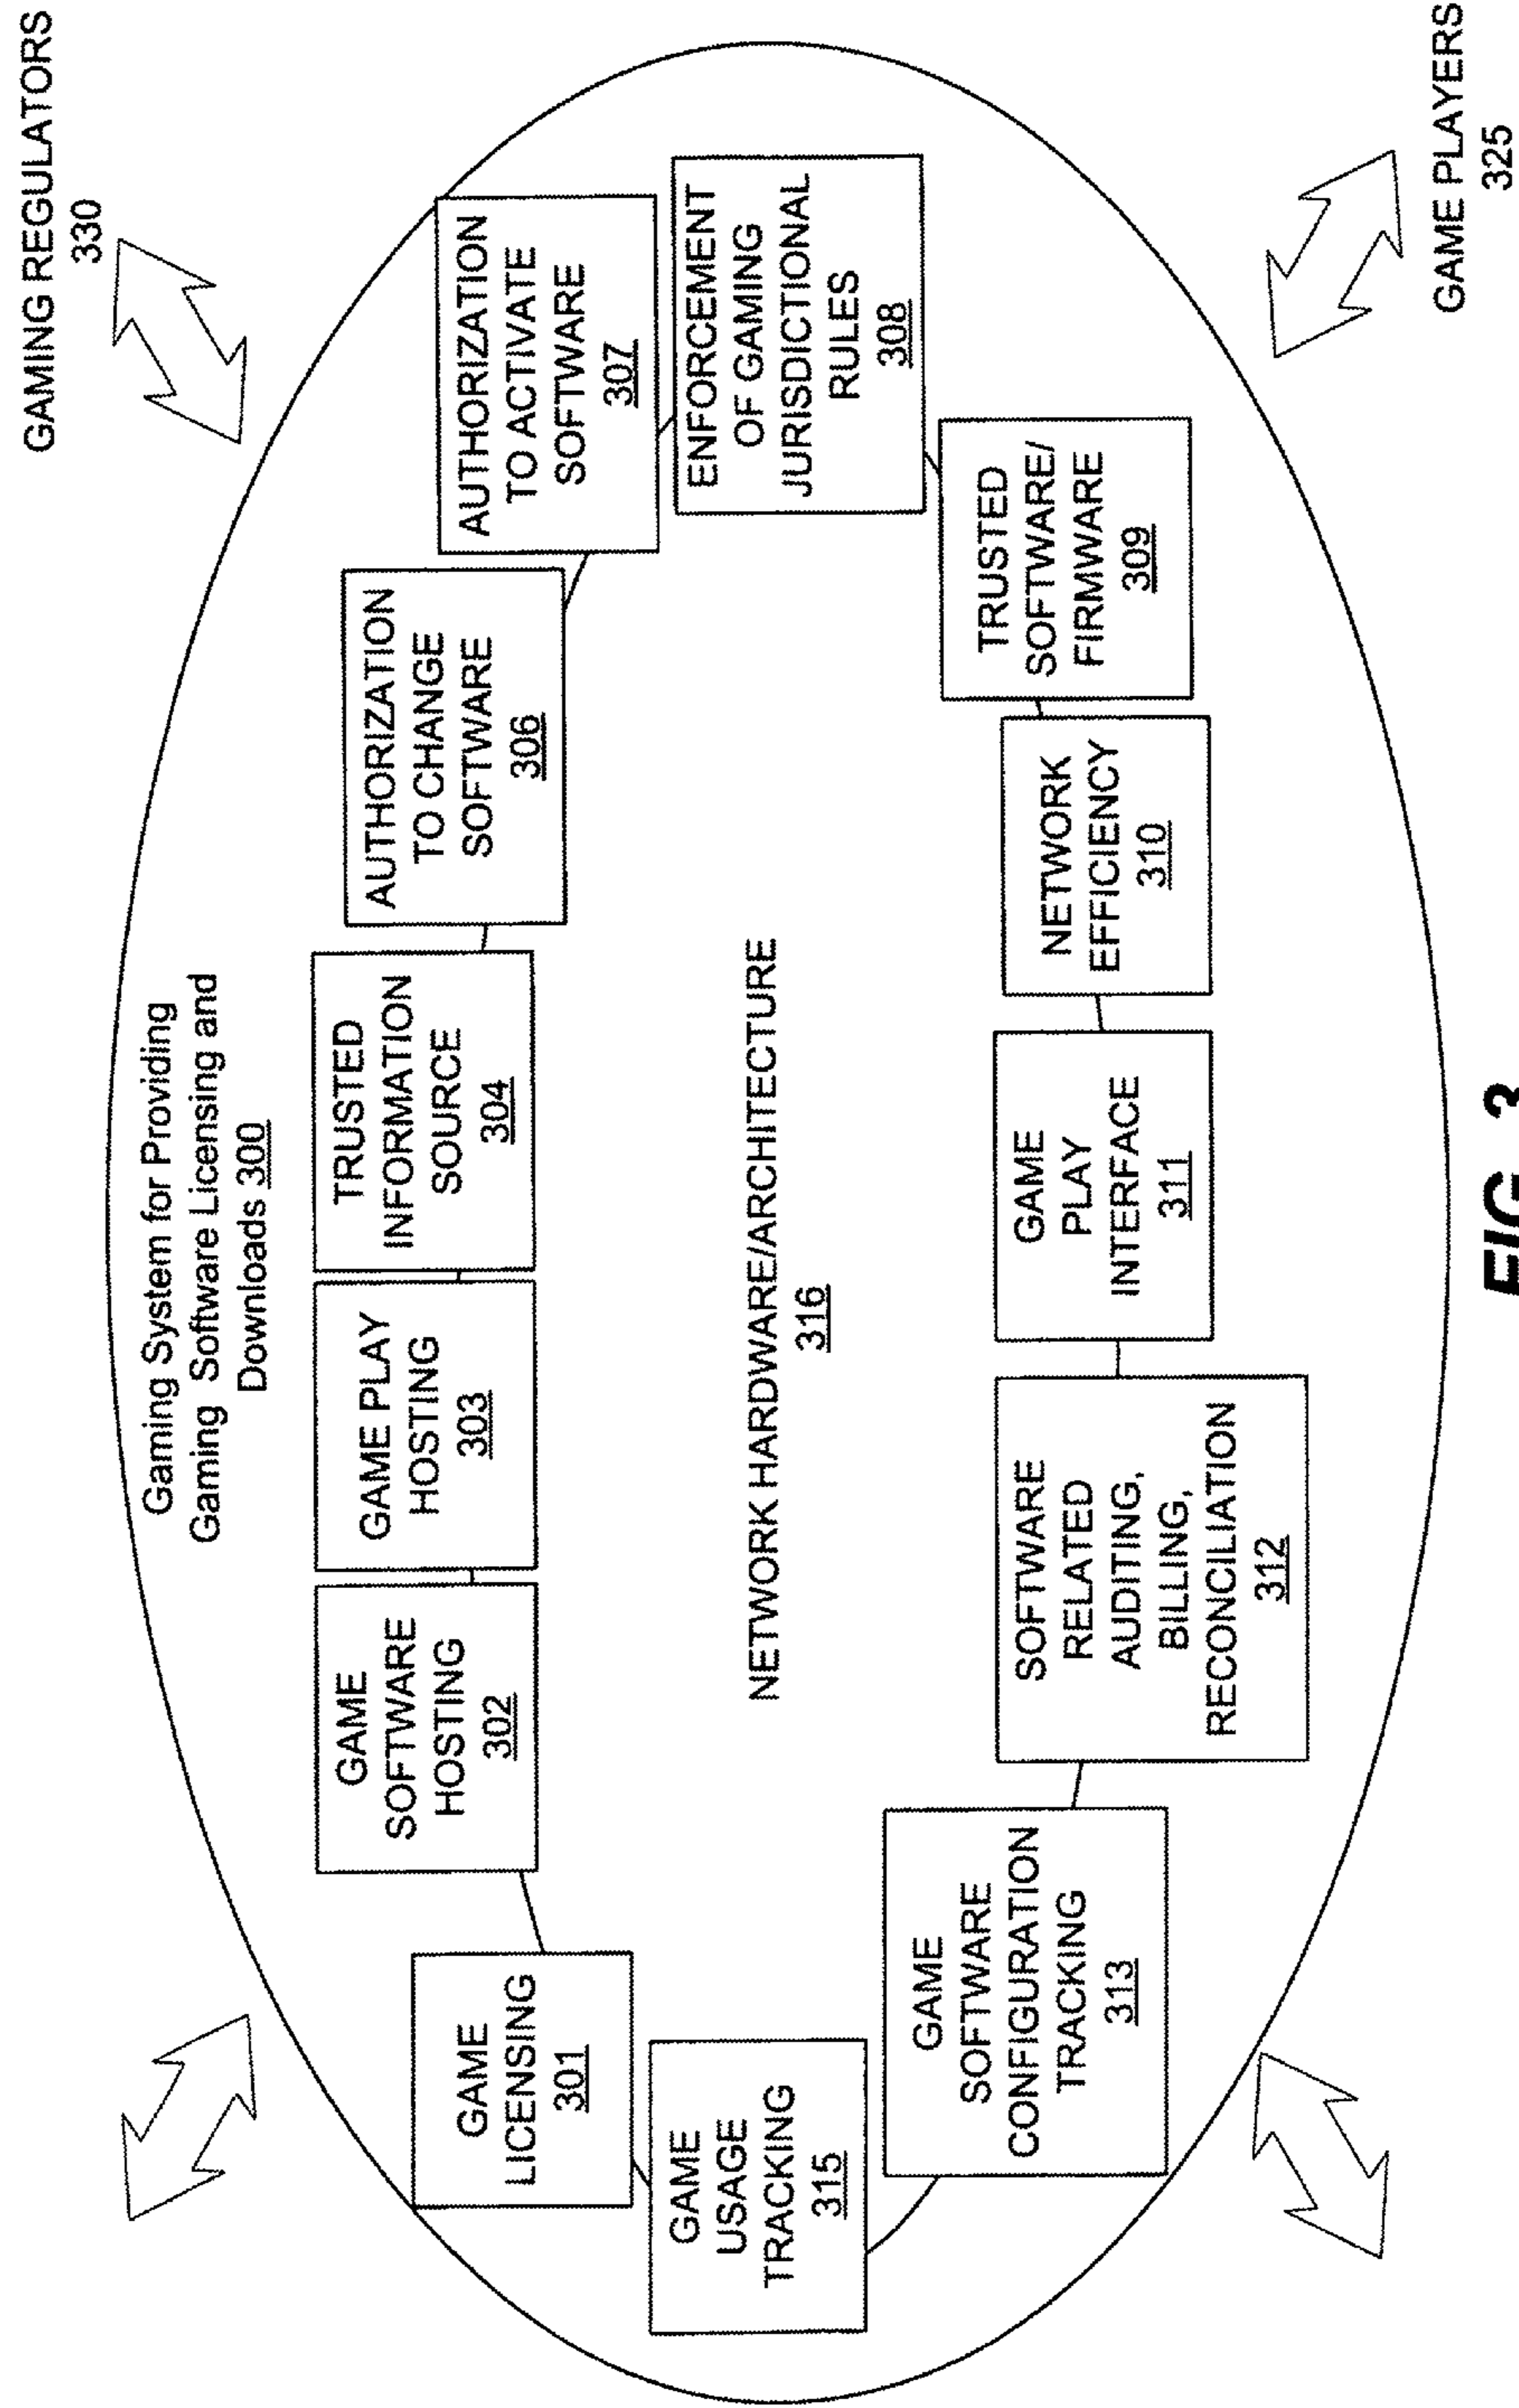 GAMING REGULATORS
330
Gaming System for Providing
Gaming Software Licensing and
Downloads 300
GAME
LICENSING
301
GAME
SOFTWARE
HOSTING
302
GAME PLAY
HOSTING
303
TRUSTED
INFORMATION
SOURCE
304
AUTHORIZATION
TO CHANGE
SOFTWARE
306
AUTHORIZATION
TO ACTIVATE
SOFTWARE
307
ENFORCEMENT
OF GAMING
JURISDICTIONAL
RULES
308
TRUSTED
SOFTWARE/
FIRMWARE
309
NETWORK
EFFICIENCY
310
GAME
PLAY
INTERFACE
311
SOFTWARE
RELATED
AUDITING,
BILLING,
RECONCILIATION
312
GAME
SOFTWARE
CONFIGURATION
TRACKING
313
GAME
USAGE
TRACKING
315
NETWORK HARDWARE/ARCHITECTURE
316
GAME PLAYERS
325
FIG.